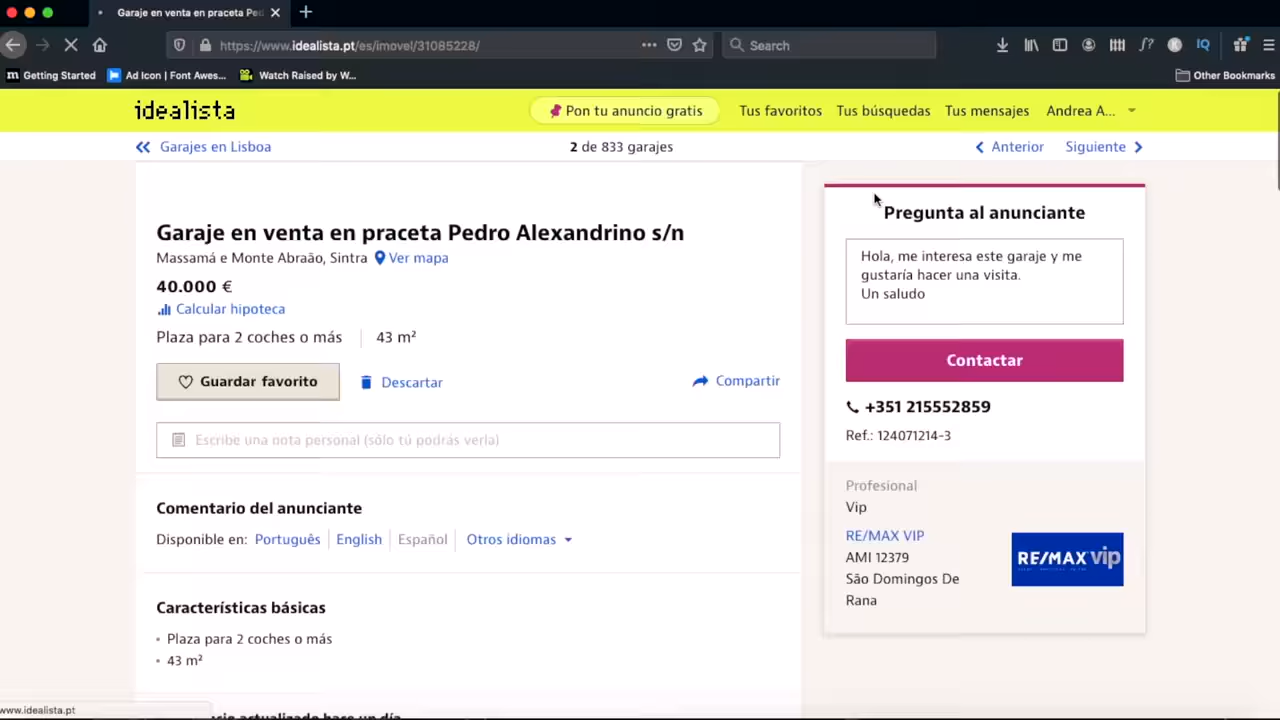 Garaje en venta en praceta Ped
https://www.idealista.pt/es/imovel/31085228/
Search
IQ
Getting Started
Ad Icon | Font Awes...
Watch Raised by W...
Other Bookmarks
idealista
Pon tu anuncio gratis
Tus favoritos
Tus búsquedas
Tus mensajes
Andrea A...
Garajes en Lisboa
2 de 833 garajes
Anterior
Siguiente
Garaje en venta en praceta Pedro Alexandrino s/n
Massamá e Monte Abraão, Sintra
Ver mapa
40.000 €
Calcular hipoteca
Plaza para 2 coches o más
43 m²
Guardar favorito
Descartar
Compartir
Escribe una nota personal (sólo tú podrás verla)
Comentario del anunciante
Disponible en: Português English Español Otros idiomas
Características básicas
Plaza para 2 coches o más
43 m²
Pregunta al anunciante
Hola, me interesa este garaje y me
gustaría hacer una visita.
Un saludo
Contactar
+351 215552859
Ref.: 124071214-3
Profesional
Vip
RE/MAX VIP
AMI 12379
São Domingos De
Rana
RE/MAX vip
www.idealista.pt
actualizado hace un día